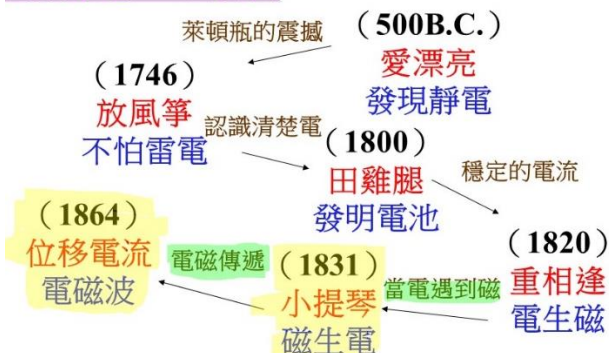 (500B.C.)
愛漂亮
發現靜電
萊頓瓶的震撼
(1746)
放風箏
不怕雷電
認識清楚電
(1800)
田雞腿
發明電池
穩定的電流
(1820)
重相逢
電生磁
當電遇到磁
(1831)
小提琴
磁生電
電磁傳遞
(1864)
位移電流
電磁波